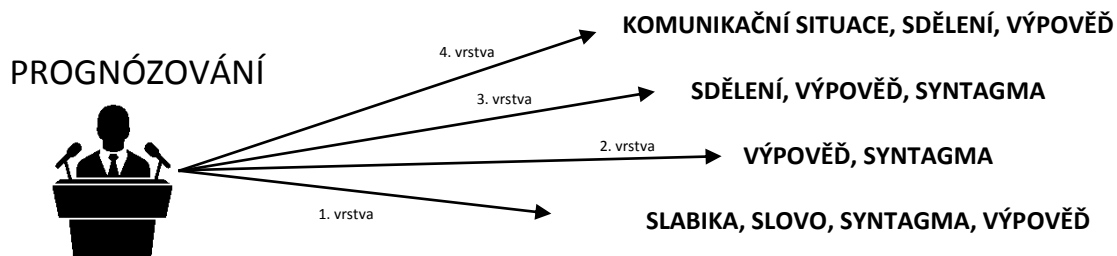 KOMUNIKAČNÍ SITUACE, SDĚLENÍ, VÝPOVĚĎ
4. vrstva
PROGNÓZOVÁNÍ
3. vrstva
SDĚLENÍ, VÝPOVĚĎ, SYNTAGMA
2. vrstva
VÝPOVĚĎ, SYNTAGMA
1. vrstva
SLABIKA, SLOVO, SYNTAGMA, VÝPOVĚĎ